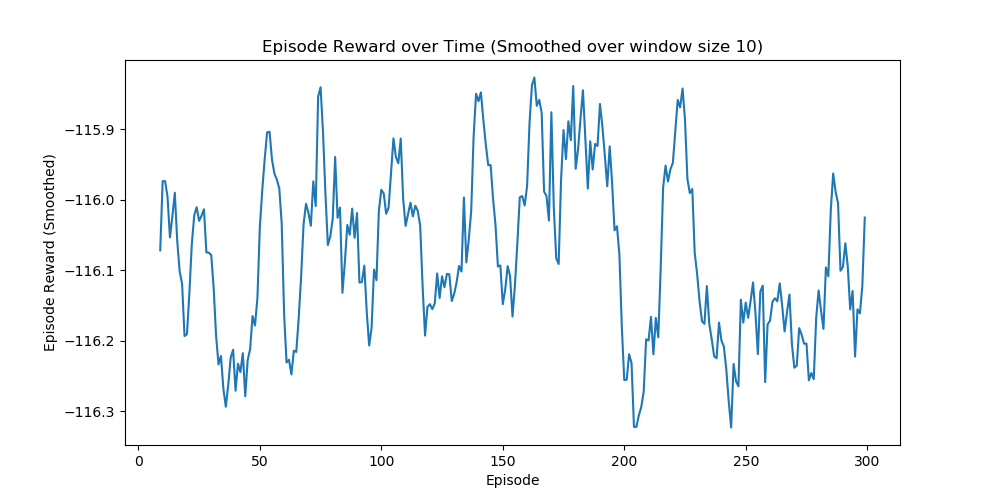 Episode Reward over Time (Smoothed over window size 10)
Episode Reward (Smoothed)
−115.9
−116.0
−116.1
−116.2
−116.3
0 50 100 150 200 250 300
Episode